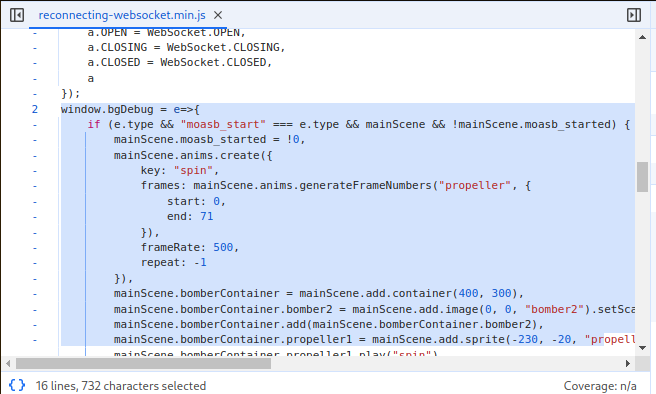 reconnecting-websocket.min.js
a.OPEN = WebSocket.OPEN,
a.CLOSING = WebSocket.CLOSING,
a.CLOSED = WebSocket.CLOSED,
a
});
2 window.bgDebug = e=>{
if (e.type && "moasb_start" === e.type && mainScene && !mainScene.moasb_started) {
mainScene.moasb_started = !0,
mainScene.anims.create({
key: "spin",
frames: mainScene.anims.generateFrameNumbers("propeller", {
start: 0,
end: 71
}),
frameRate: 500,
repeat: -1
}),
mainScene.bomberContainer = mainScene.add.container(400, 300),
mainScene.bomberContainer.bomber2 = mainScene.add.image(0, 0, "bomber2").setSca
mainScene.bomberContainer.add(mainScene.bomberContainer.bomber2),
mainScene.bomberContainer.propeller1 = mainScene.add.sprite(-230, -20, "propell
mainScene.bomberContainer.propeller1.play("spin")
{} 16 lines, 732 characters selected
Coverage: n/a